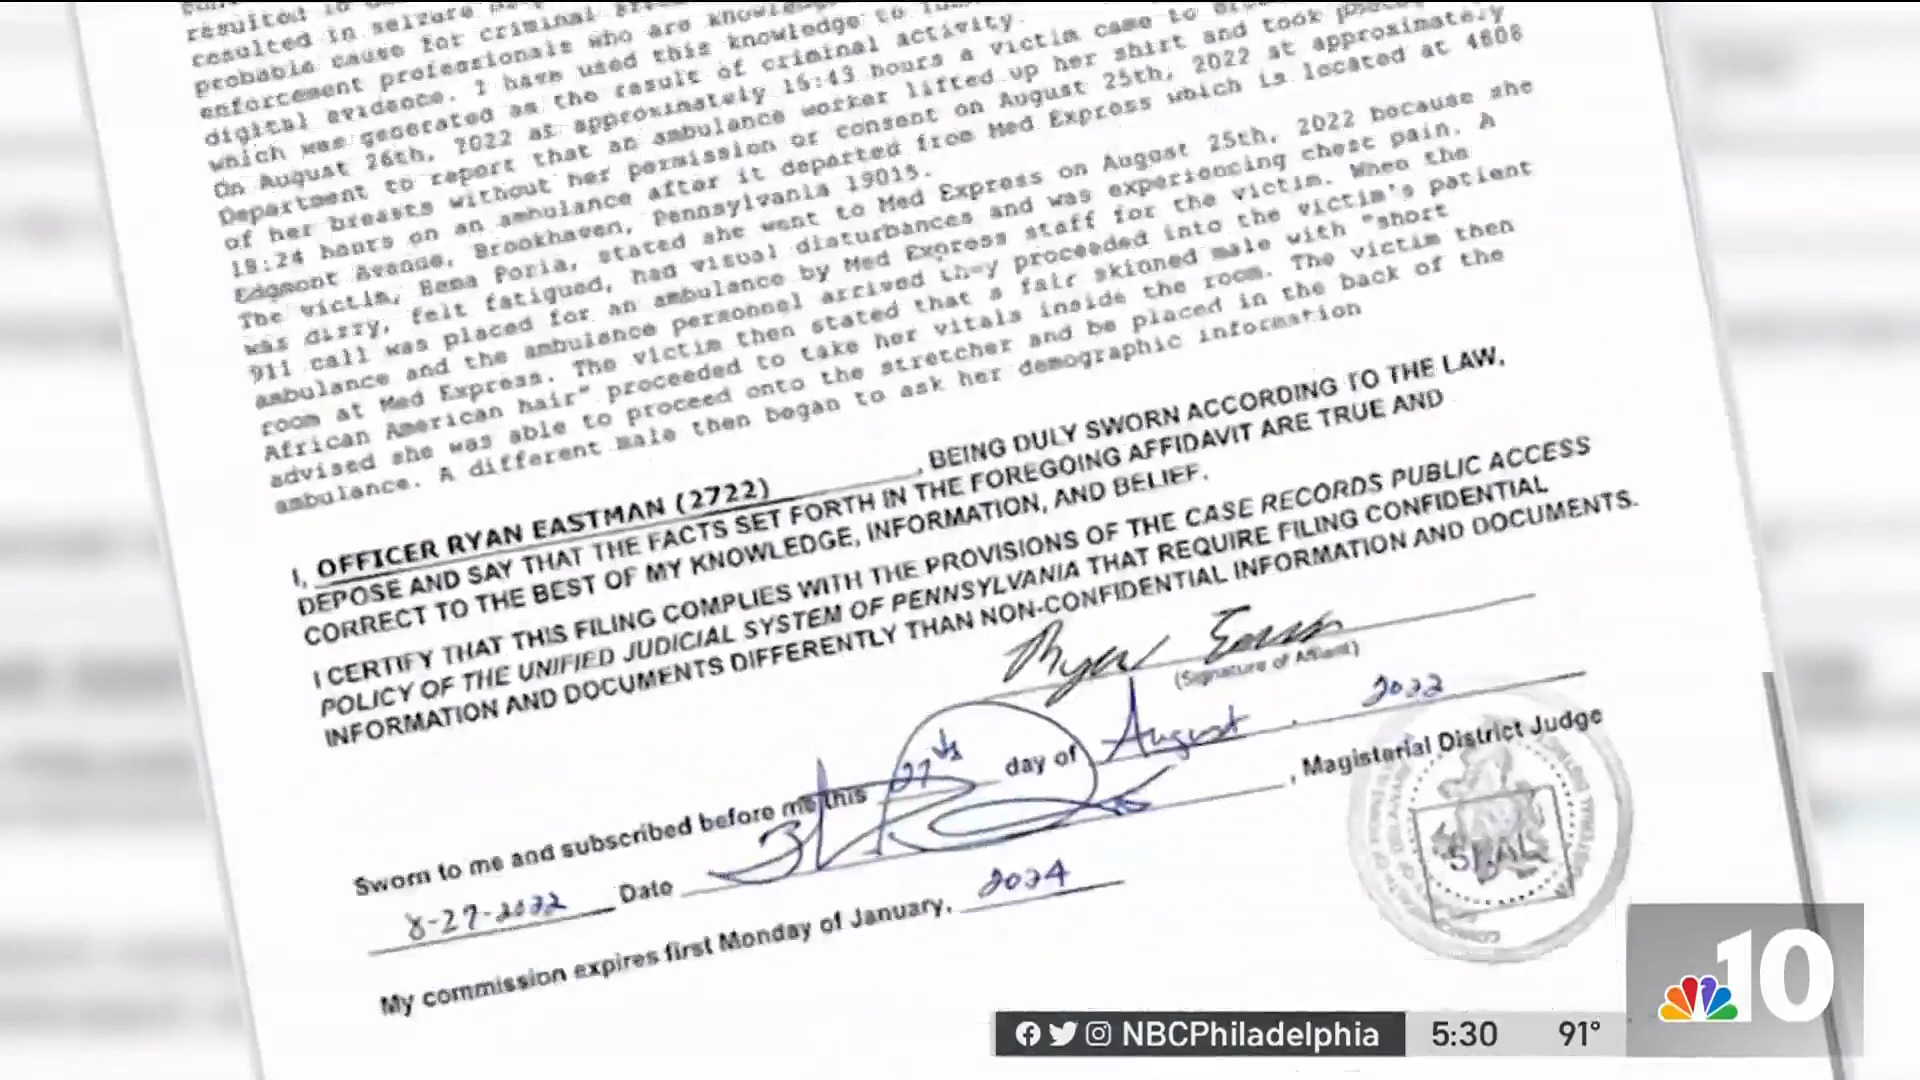 resulted in
resulted in seizure
probable cause for criminal
enforcement professionals who are
digital evidence. I have used this knowledge to
which was generated as the result of criminal activity.
On August 26th, 2022 at approximately 15:43 hours a victim came to
Department to report that an ambulance worker lifted up her shirt and took
of her breasts without her permission or consent on August 25th, 2022 at approximately
18:24 hours on an ambulance after it departed from Med Express which is located at 4808
Edgmont Avenue, Brookhaven, Pennsylvania 19015.
The victim, stated she went to Med Express on August 25th, 2022 because she
was dizzy, felt fatigued, had visual disturbances and was experiencing chest pain. A
911 call was placed for an ambulance by Med Express staff for the victim. When the
ambulance and the ambulance personnel arrived they proceeded into the victim's patient
room at Med Express. The victim then stated that a fair skinned male with "short
African American hair" proceeded to take her vitals inside the room. The victim then
advised she was able to proceed onto the stretcher and be placed in the back of the
ambulance. A different male then began to ask her demographic information
I, OFFICER RYAN EASTMAN (2722), BEING DULY SWORN ACCORDING TO THE LAW,
DEPOSE AND SAY THAT THE FACTS SET FORTH IN THE FOREGOING AFFIDAVIT ARE TRUE AND
CORRECT TO THE BEST OF MY KNOWLEDGE, INFORMATION, AND BELIEF.
I CERTIFY THAT THIS FILING COMPLIES WITH THE PROVISIONS OF THE CASE RECORDS PUBLIC ACCESS
POLICY OF THE UNIFIED JUDICIAL SYSTEM OF PENNSYLVANIA THAT REQUIRE FILING CONFIDENTIAL
INFORMATION AND DOCUMENTS DIFFERENTLY THAN NON-CONFIDENTIAL INFORMATION AND DOCUMENTS.
(Signature of Affiant)
Sworn to me and subscribed before me this 27th day of August, 2022
8-27-2022 Date , Magisterial District Judge
My commission expires first Monday of January, 2024
SEAL
10
NBCPhiladelphia 5:30 91°